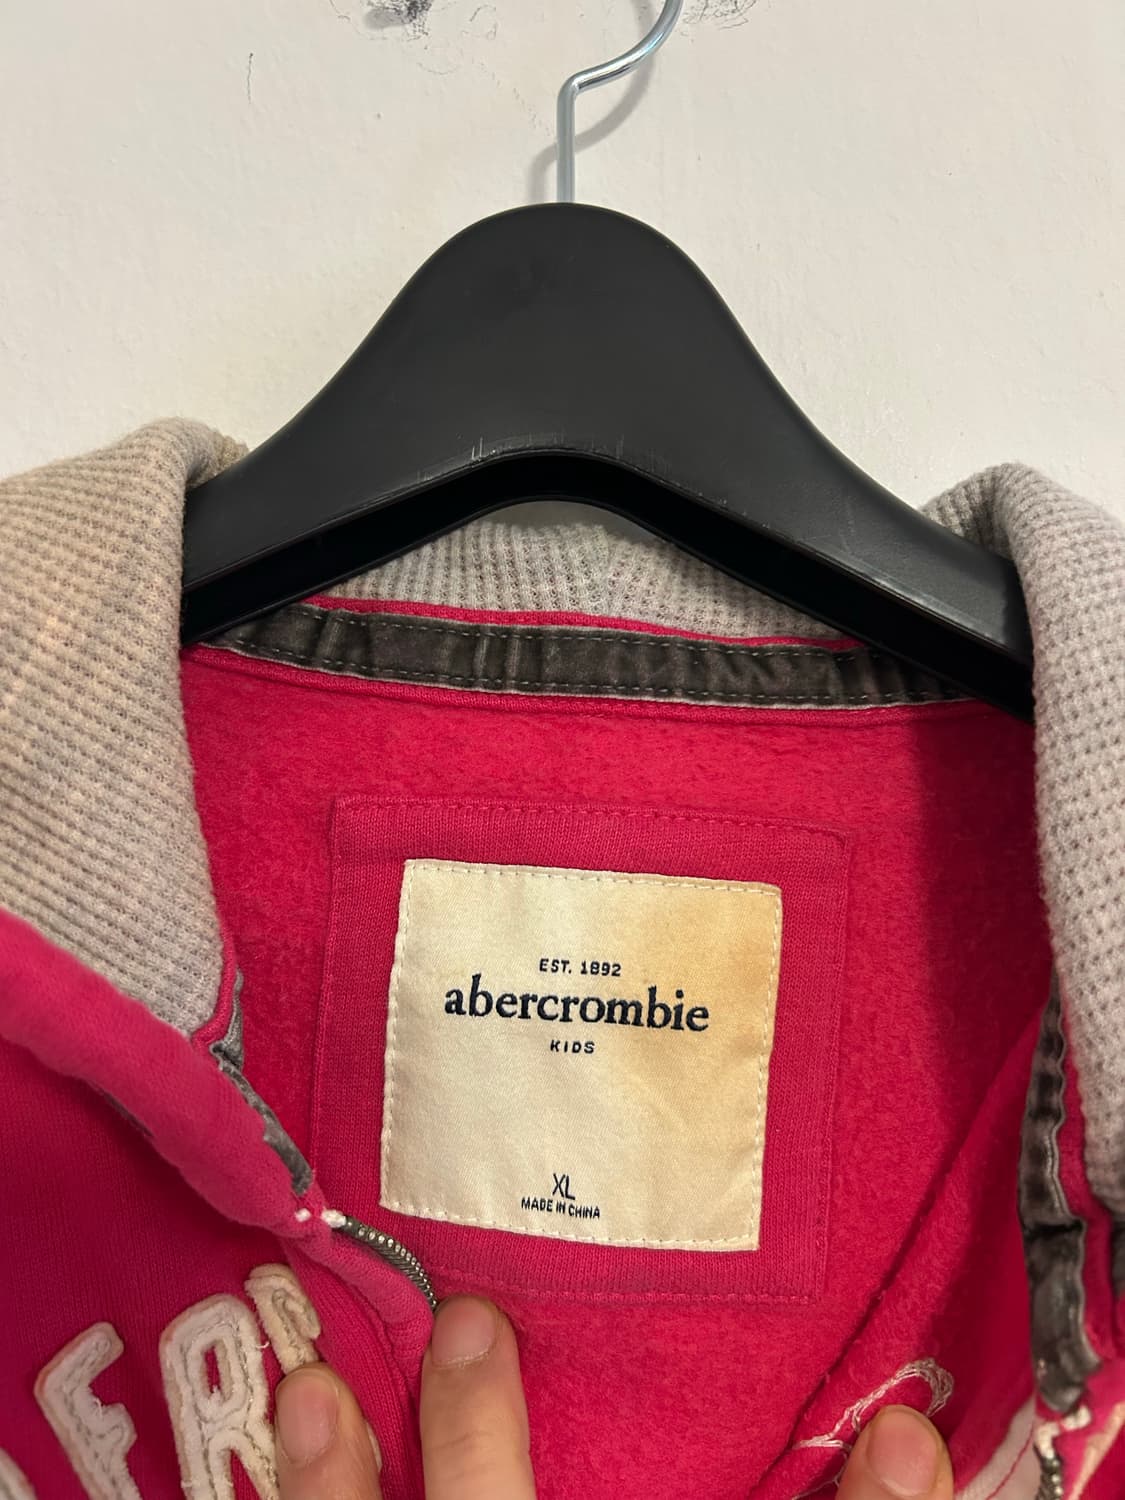 EST. 1892
abercrombie
KIDS
XL
MADE IN CHINA